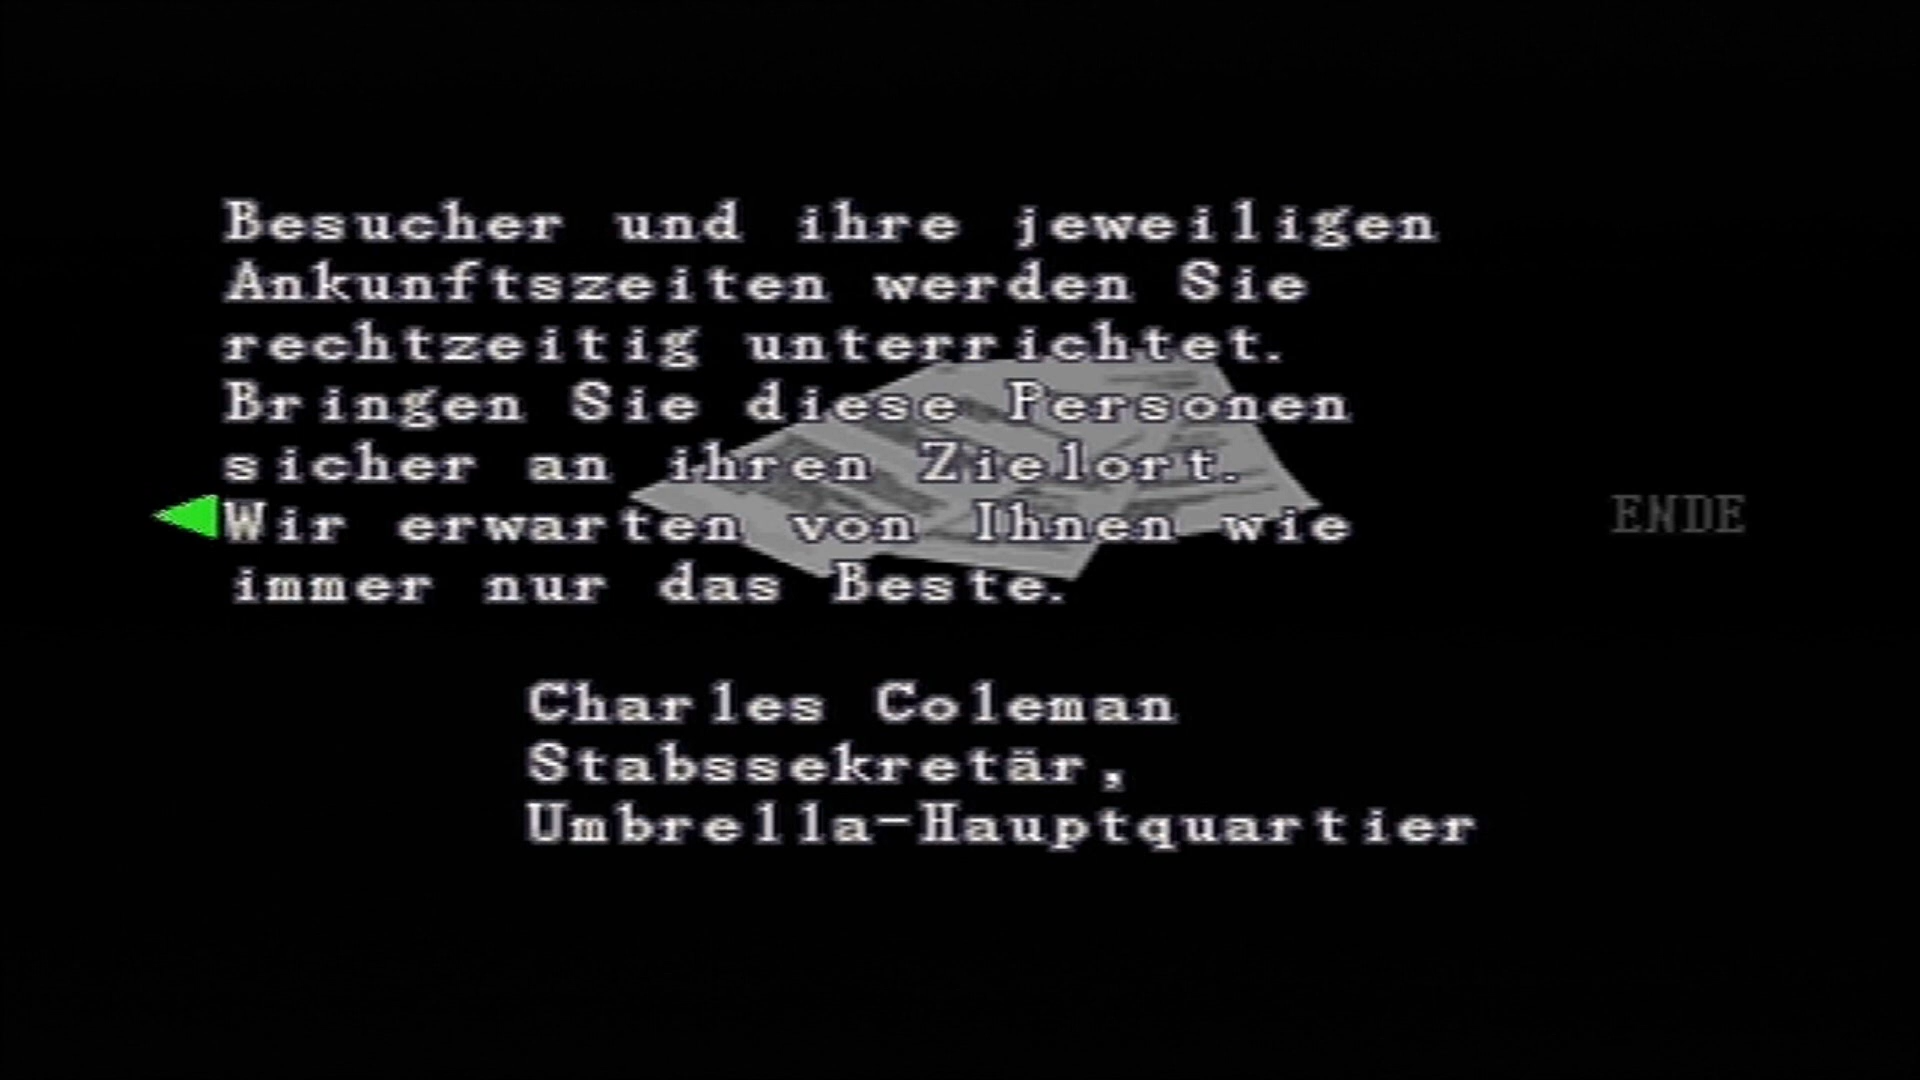 Besucher und ihre jeweiligen
Ankunftszeiten werden Sie
rechtzeitig unterrichtet.
Bringen Sie diese Personen
sicher an ihren Zielort.
Wir erwarten von Ihnen wie
immer nur das Beste.
ENDE
Charles Coleman
Stabssekretär,
Umbrella-Hauptquartier